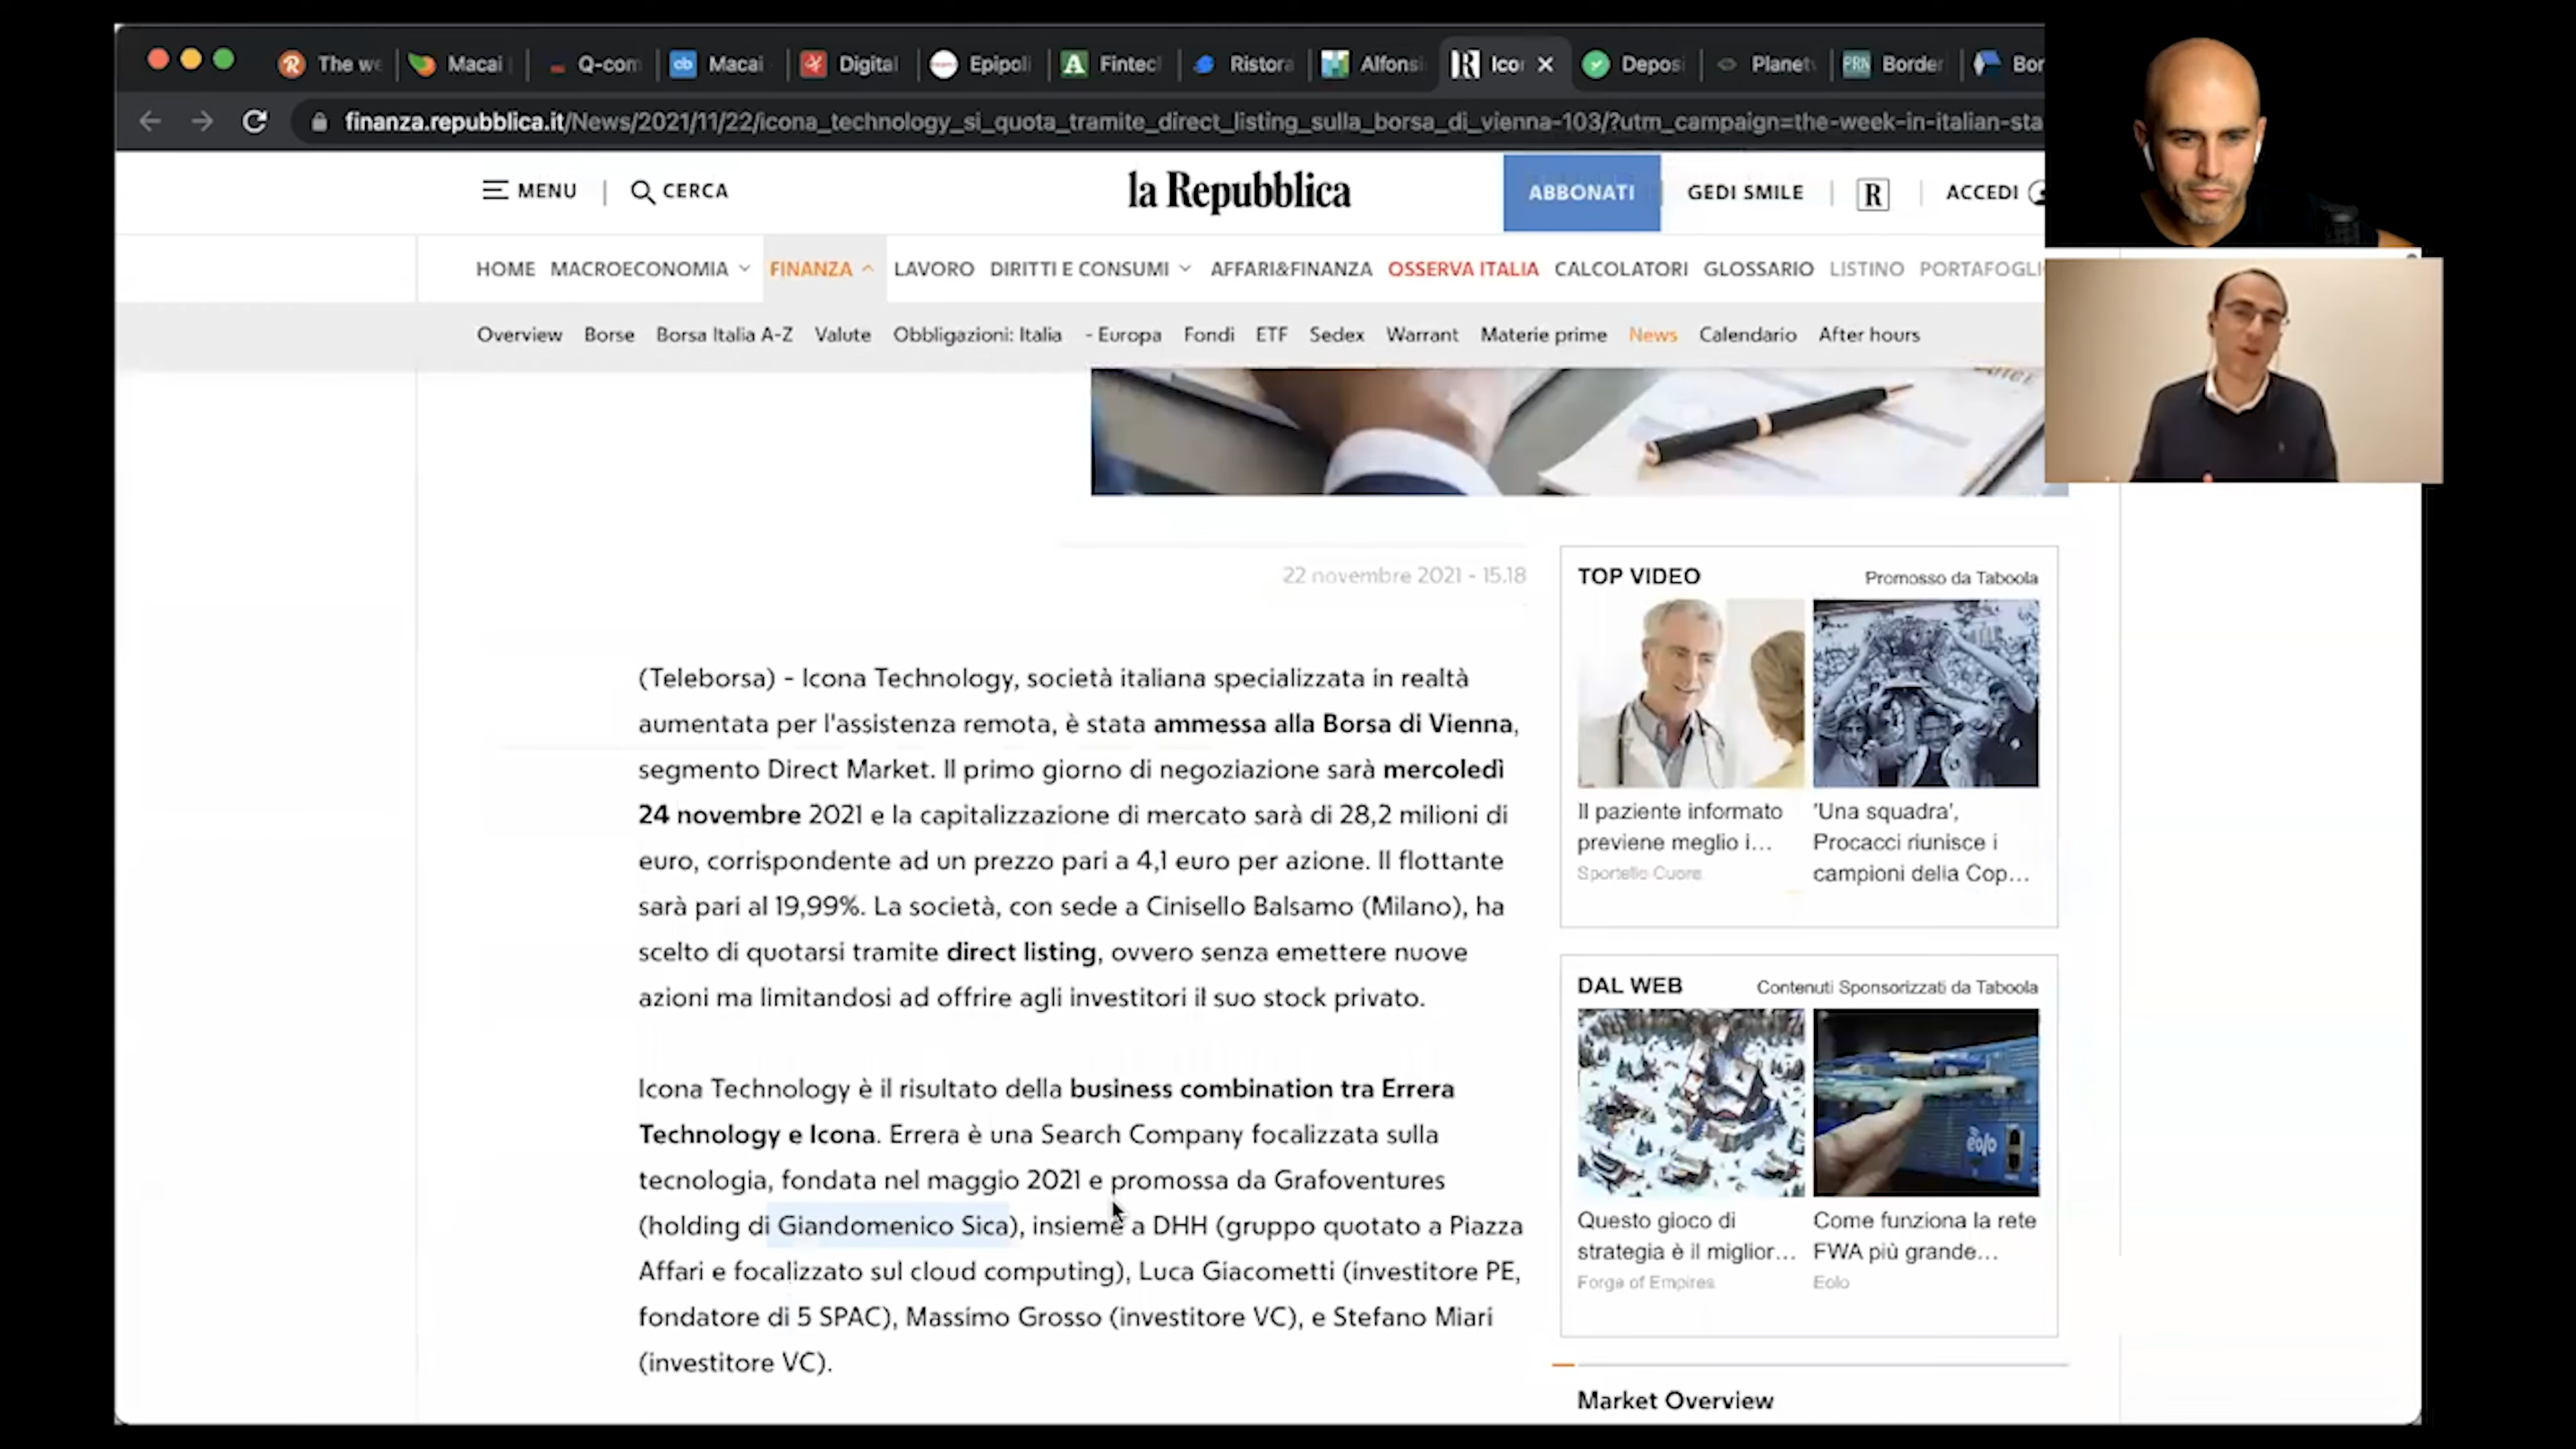 The we
Macai
Q-com
cb
Macai
Digital
Epipoli
A
Fintec
Ristora
Alfonsi
R
Ico
Deposi
Planet
PRN
Border
Bor
finanza.repubblica.it/News/2021/11/22/icona_technology_si_quota_tramite_direct_listing_sulla_borsa_di_vienna-103/?utm_campaign=the-week-in-italian-sta
MENU
CERCA
la Repubblica
ABBONATI
GEDI SMILE
R
ACCEDI
HOME MACROECONOMIA FINANZA LAVORO DIRITTI E CONSUMI AFFARI&FINANZA OSSERVA ITALIA CALCOLATORI GLOSSARIO LISTINO PORTAFOGLI
Overview Borse Borsa Italia A-Z Valute Obbligazioni: Italia - Europa Fondi ETF Sedex Warrant Materie prime News Calendario After hours
22 novembre 2021 - 15.18
(Teleborsa) - Icona Technology, società italiana specializzata in realtà
aumentata per l'assistenza remota, è stata ammessa alla Borsa di Vienna,
segmento Direct Market. Il primo giorno di negoziazione sarà mercoledì
24 novembre 2021 e la capitalizzazione di mercato sarà di 28,2 milioni di
euro, corrispondente ad un prezzo pari a 4,1 euro per azione. Il flottante
sarà pari al 19,99%. La società, con sede a Cinisello Balsamo (Milano), ha
scelto di quotarsi tramite direct listing, ovvero senza emettere nuove
azioni ma limitandosi ad offrire agli investitori il suo stock privato.
Icona Technology è il risultato della business combination tra Errera
Technology e Icona. Errera è una Search Company focalizzata sulla
tecnologia, fondata nel maggio 2021 e promossa da Grafoventures
(holding di Giandomenico Sica), insieme a DHH (gruppo quotato a Piazza
Affari e focalizzato sul cloud computing), Luca Giacometti (investitore PE,
fondatore di 5 SPAC), Massimo Grosso (investitore VC), e Stefano Miari
(investitore VC).
TOP VIDEO
Promosso da Taboola
Il paziente informato
previene meglio i...
Sportello Cuore
'Una squadra',
Procacci riunisce i
campioni della Cop...
DAL WEB
Contenuti Sponsorizzati da Taboola
eolo
Questo gioco di
strategia è il miglior...
Forge of Empires
Come funziona la rete
FWA più grande...
Eolo
Market Overview